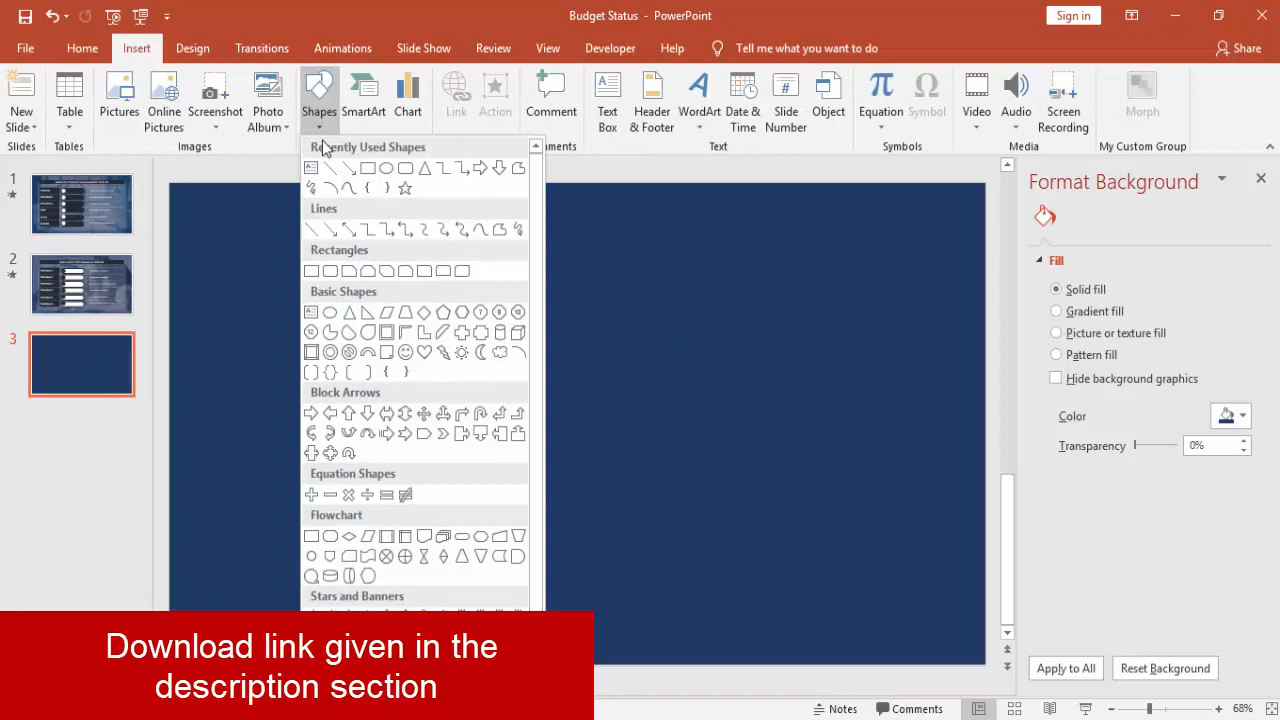 Budget Status - PowerPoint
Sign in
File Home Insert Design Transitions Animations Slide Show Review View Developer Help Tell me what you want to do Share
New Slide
Table
Pictures
Online Pictures
Screenshot
Photo Album
Shapes
SmartArt
Chart
Link
Action
Comment
Text Box
Header & Footer
WordArt
Date & Time
Slide Number
Object
Equation
Symbol
Video
Audio
Screen Recording
Morph
Slides
Tables
Images
Text
Symbols
Media
My Custom Group
Recently Used Shapes
Lines
Rectangles
Basic Shapes
Block Arrows
Equation Shapes
Flowchart
Stars and Banners
1
2
3
Format Background
Fill
Solid fill
Gradient fill
Picture or texture fill
Pattern fill
Hide background graphics
Color
Transparency 0%
Apply to All
Reset Background
Download link given in the
description section
Notes
Comments
68%